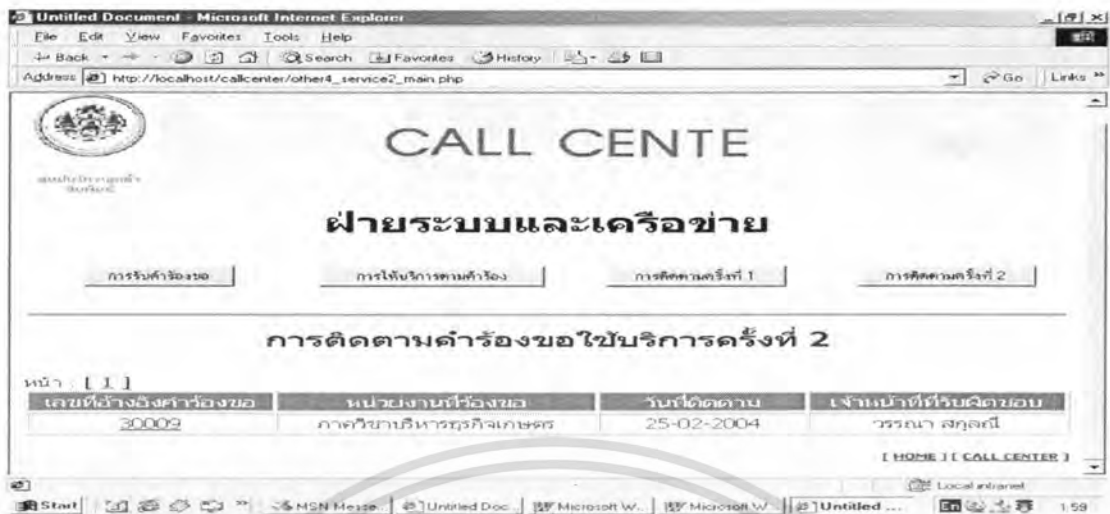 Untitled Document - Microsoft Internet Explorer
File Edit View Favorites Tools Help
Back Search Favorites History
Address http://localhost/callcenter/other4_service2_main.php Go Links »
CALL CENTE
ฝ่ายระบบและเครือข่าย
การรับคำร้องขอ การให้บริการตามคำร้อง การติดตามครั้งที่ 1 การติดตามครั้งที่ 2
การติดตามคำร้องขอใช้บริการครั้งที่ 2
หน้า : [ 1 ]
เลขที่อ้างอิงคำร้องขอ หน่วยงานที่ร้องขอ วันที่ติดตาม เจ้าหน้าที่ที่รับผิดชอบ
30009 ภาควิชาบริหารธุรกิจเกษตร 25-02-2004 วรรณา สกุลณี
[ HOME ] [ CALL CENTER ]
Local intranet
Start » MSN Messe... Untitled Doc... Microsoft W... Microsoft W... Untitled ... En 1:59